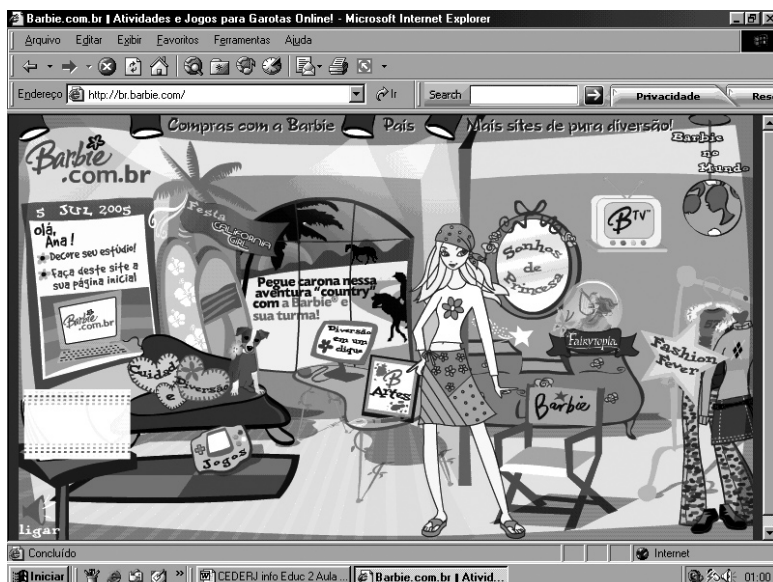 Barbie.com.br | Atividades e Jogos para Garotas Online! - Microsoft Internet Explorer
Arquivo Editar Exibir Favoritos Ferramentas Ajuda
Endereço http://br.barbie.com/ Ir Search Privacidade Res
Compras com a Barbie Pais Mais sites de pura diversão!
Barbie
.com.br
Barbie
no
Mundo
5 JUL 2005
olá,
Ana!
Decore seu estúdio!
Faça deste site a
sua página inicial
Barbie
.com.br
Festa
CALIFORNIA
GIRL
Pegue carona nessa
aventura "country"
com a Barbie® e
sua turma!
Diversão
em um
clique
B
Artes
Sonhos
de
Princesa
B TV™
Fairytopia
Fashion
Fever
Barbie
Cuidado
e
Diversão
Jogos
ligar
Concluído Internet
Iniciar » CEDERJ info Educ 2 Aula ... Barbie.com.br | Ativid... 01:00